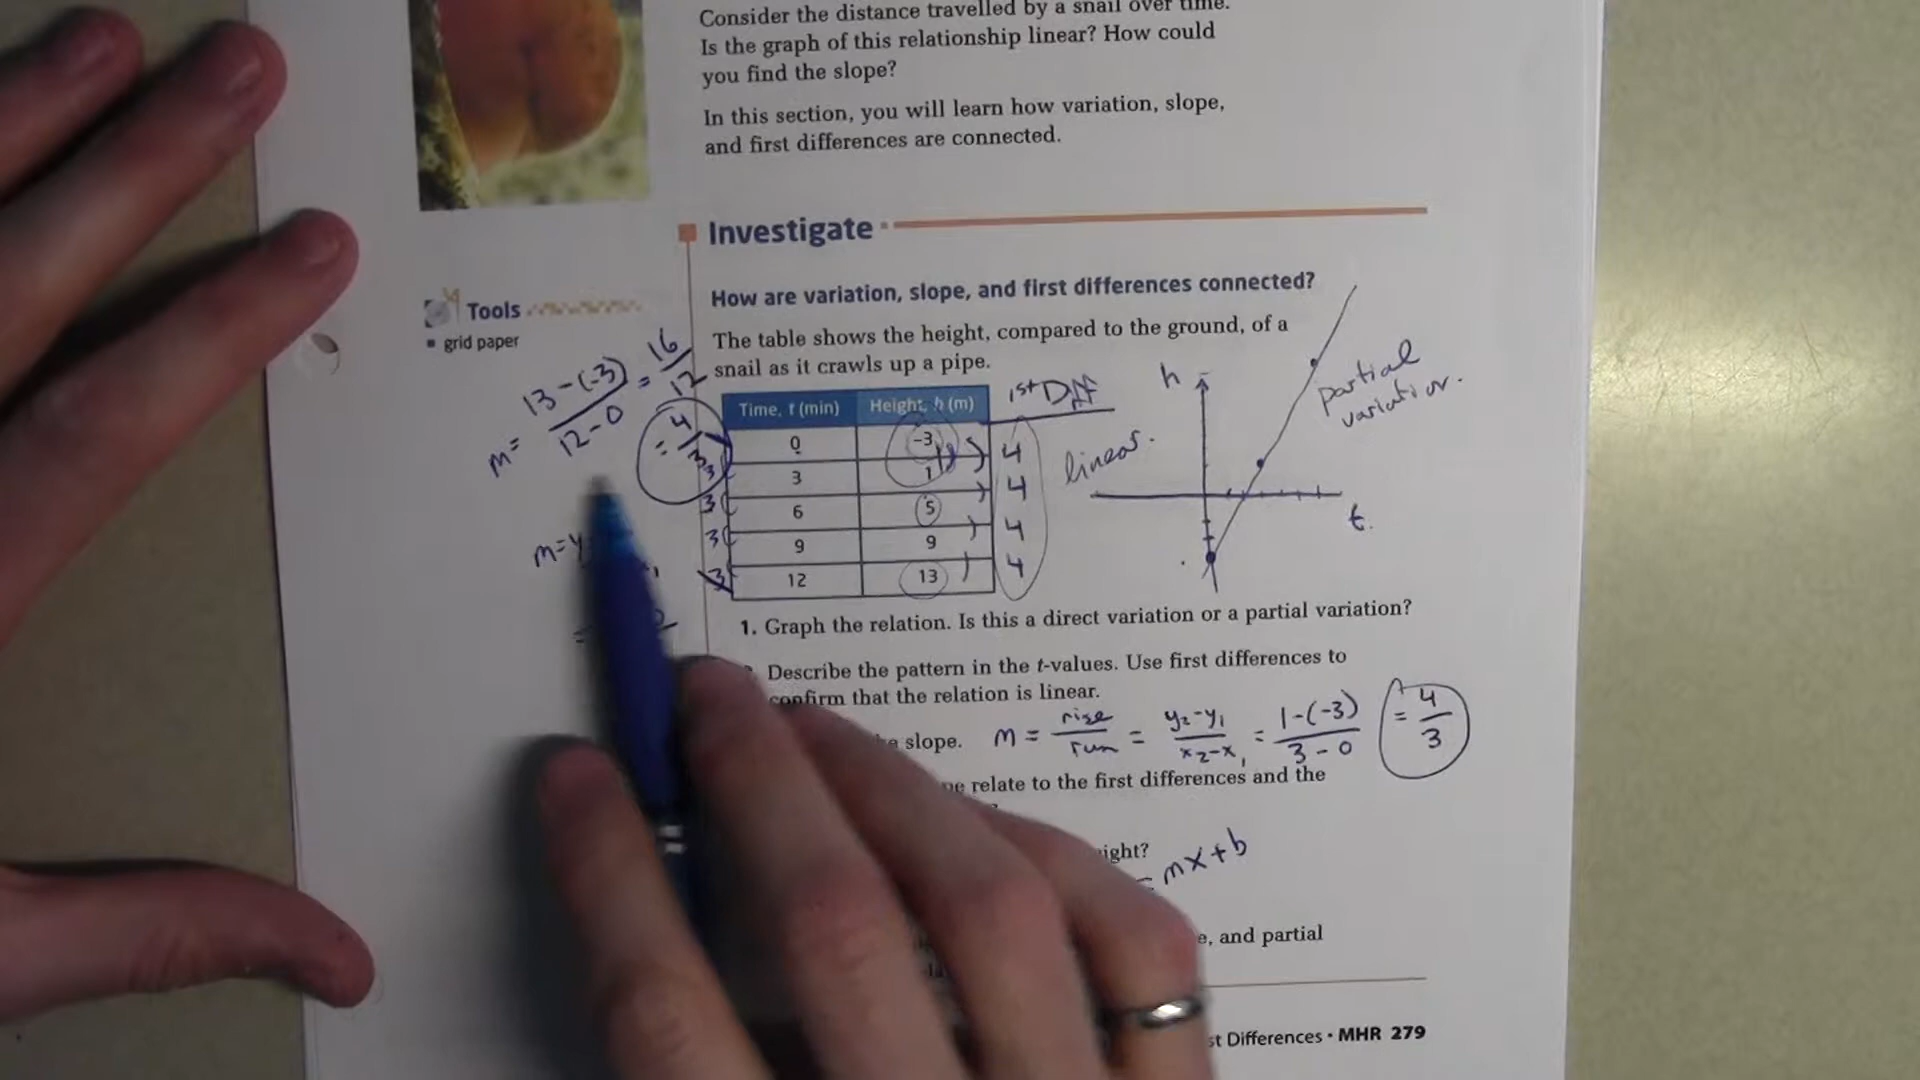 Consider the distance travelled by a snail over time.
Is the graph of this relationship linear? How could
you find the slope?
In this section, you will learn how variation, slope,
and first differences are connected.
Investigate
Tools
grid paper
How are variation, slope, and first differences connected?
The table shows the height, compared to the ground, of a
snail as it crawls up a pipe.
m = 13-(-3) / 12-0 = 16 / 12
= 4 / 3
m=y
Time, t (min) Height, h (m) 1st Diff
0 -3 4
3 3 1 4
3 6 5 4
3 9 9 4
3 12 13
linear.
h
t.
partial
variation.
1. Graph the relation. Is this a direct variation or a partial variation?
Describe the pattern in the t-values. Use first differences to
confirm that the relation is linear.
slope. m = rise / run = y2-y1 / x2-x1 = 1-(-3) / 3-0 = 4 / 3
relate to the first differences and the
= mx+b
and partial
Differences • MHR 279